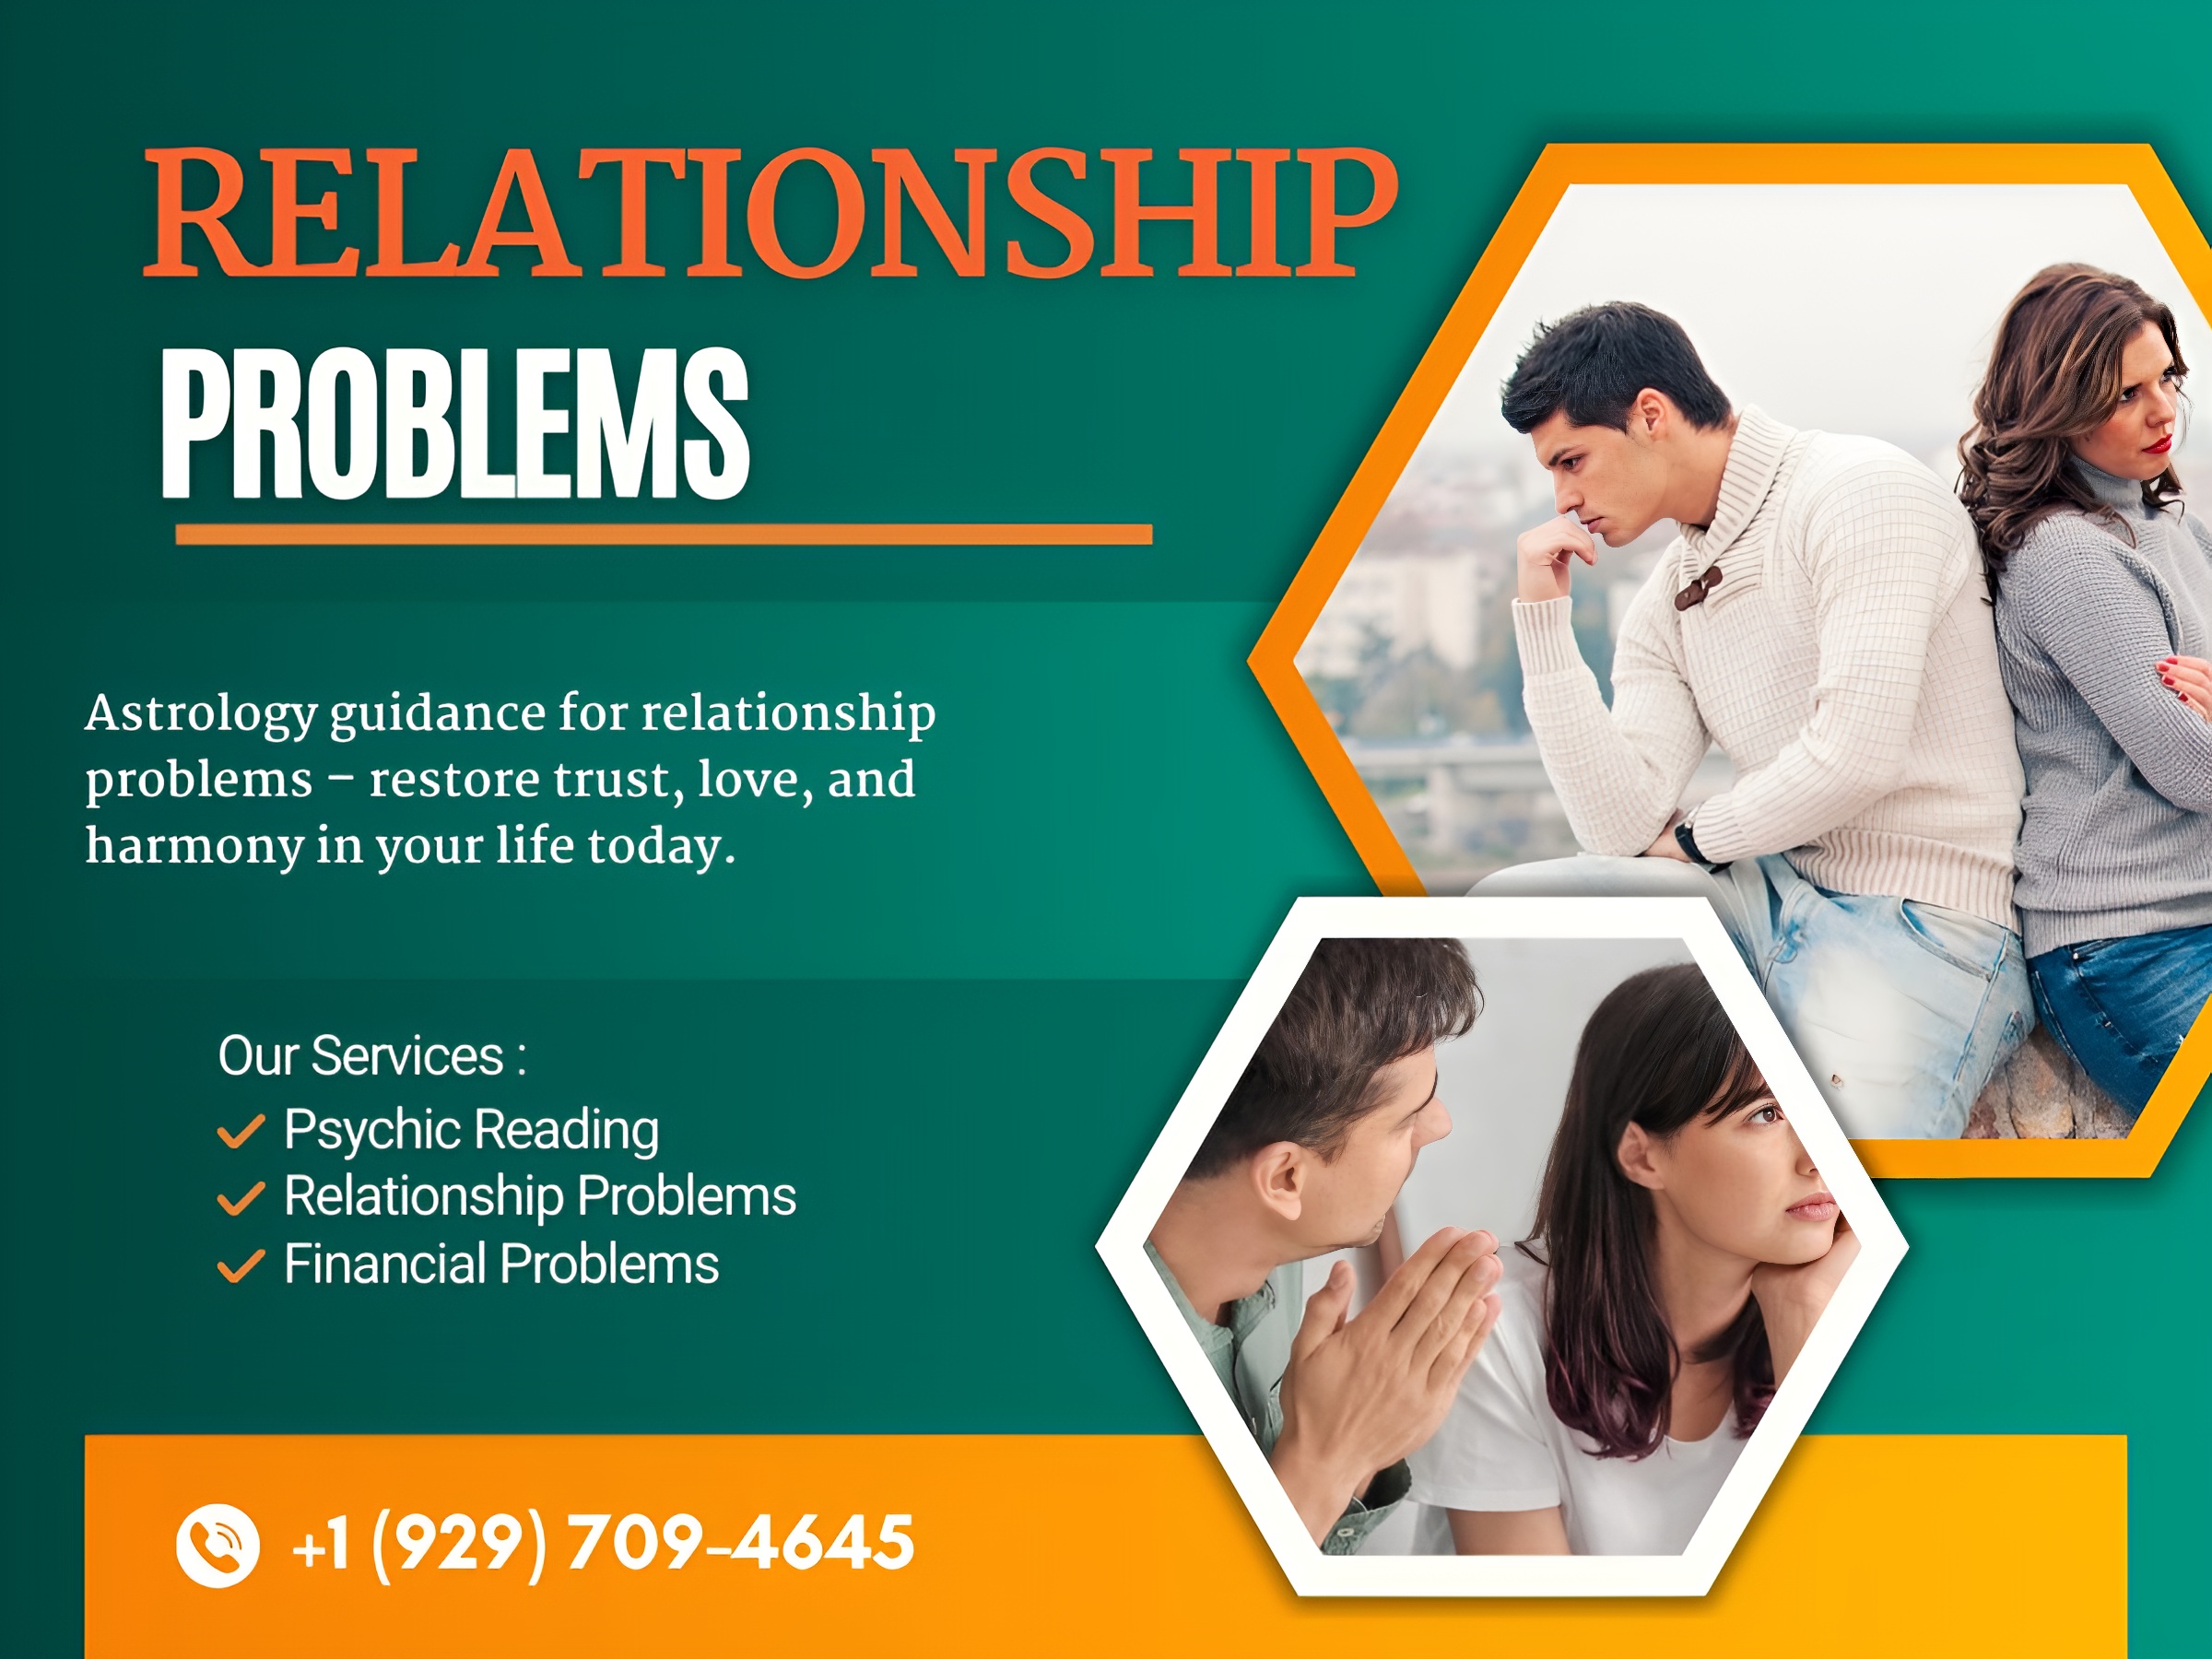 RELATIONSHIP
PROBLEMS
Astrology guidance for relationship
problems – restore trust, love, and
harmony in your life today.
Our Services :
Psychic Reading
Relationship Problems
Financial Problems
+1 (929) 709-4645